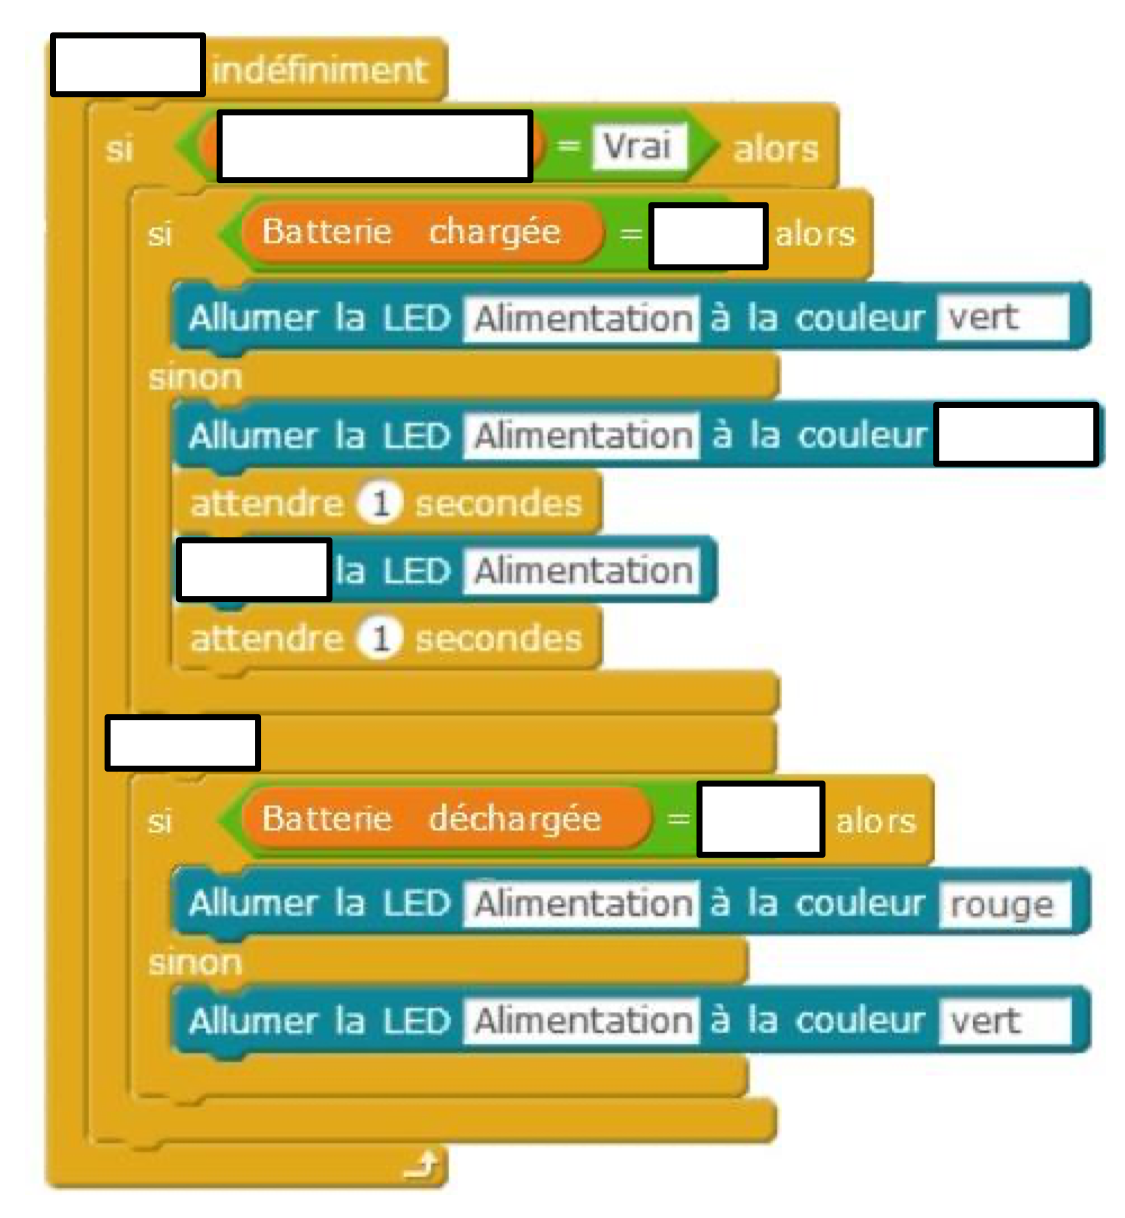 indéfiniment
si = Vrai alors
si Batterie chargée = alors
Allumer la LED Alimentation à la couleur vert
sinon
Allumer la LED Alimentation à la couleur
attendre 1 secondes
la LED Alimentation
attendre 1 secondes
si Batterie déchargée = alors
Allumer la LED Alimentation à la couleur rouge
sinon
Allumer la LED Alimentation à la couleur vert